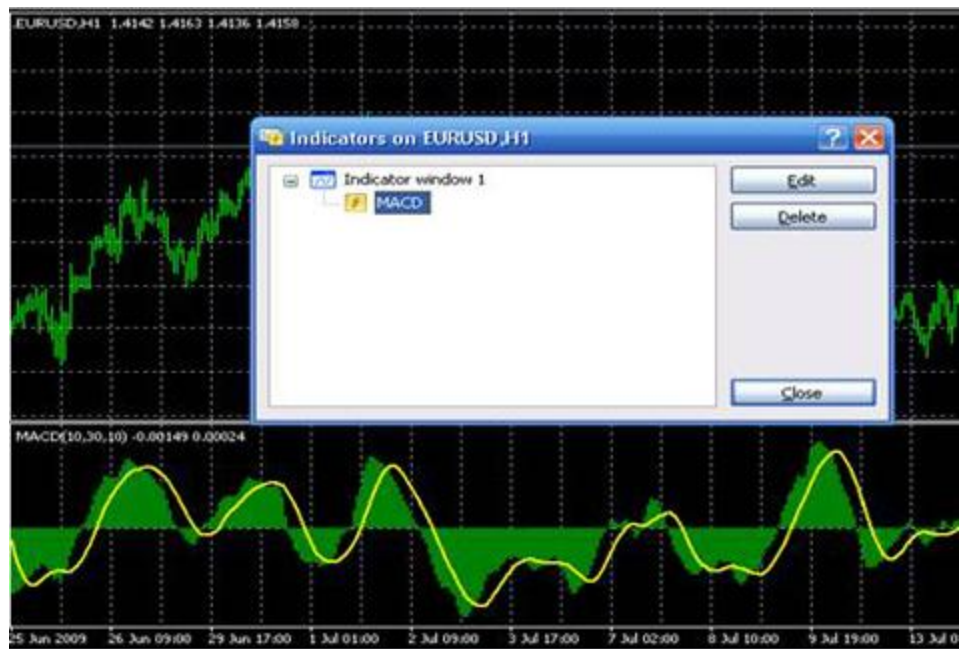 EURUSD,H1 1.4142 1.4163 1.4136 1.4158
Indicators on EURUSD,H1
Indicator window 1
MACD
Edit
Delete
Close
MACD(10,30,10) -0.00149 0.00024
25 Jun 2009 26 Jun 09:00 29 Jun 17:00 1 Jul 01:00 2 Jul 09:00 3 Jul 17:00 7 Jul 02:00 8 Jul 10:00 9 Jul 19:00 13 Jul 0